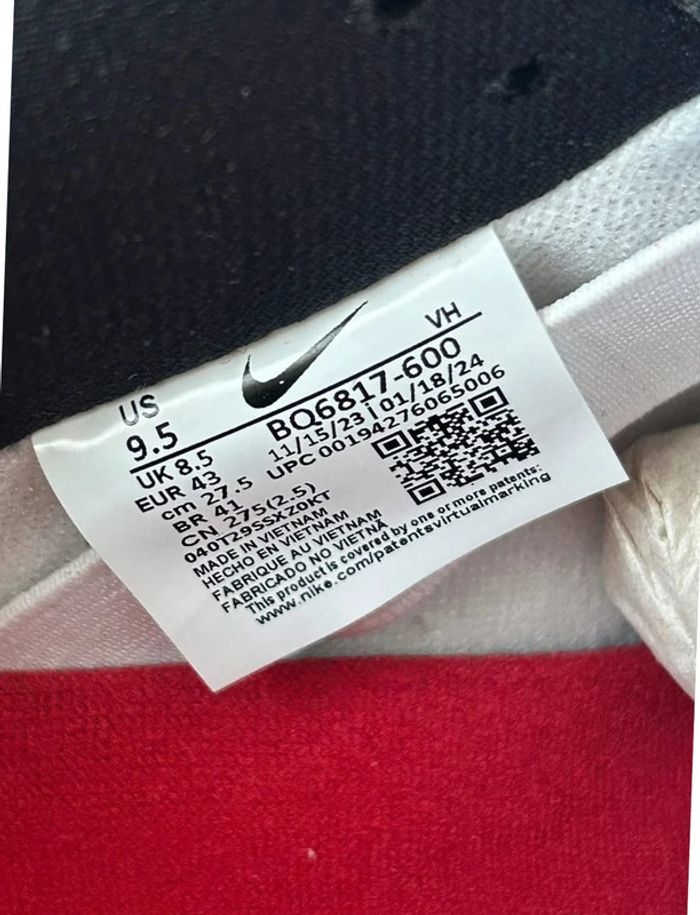 VH
US
9.5
UK 8.5
EUR 43
cm 27.5
BR 41
CN 275(2.5)
BQ6817-600
11/15/23 | 01/18/24
UPC 00194276065006
040T29SSXZ0KT
MADE IN VIETNAM
HECHO EN VIETNAM
FABRIQUE AU VIETNAM
FABRICADO NO VIETNÃ
This product is covered by one or more patents:
www.nike.com/patentsvirtualmarking